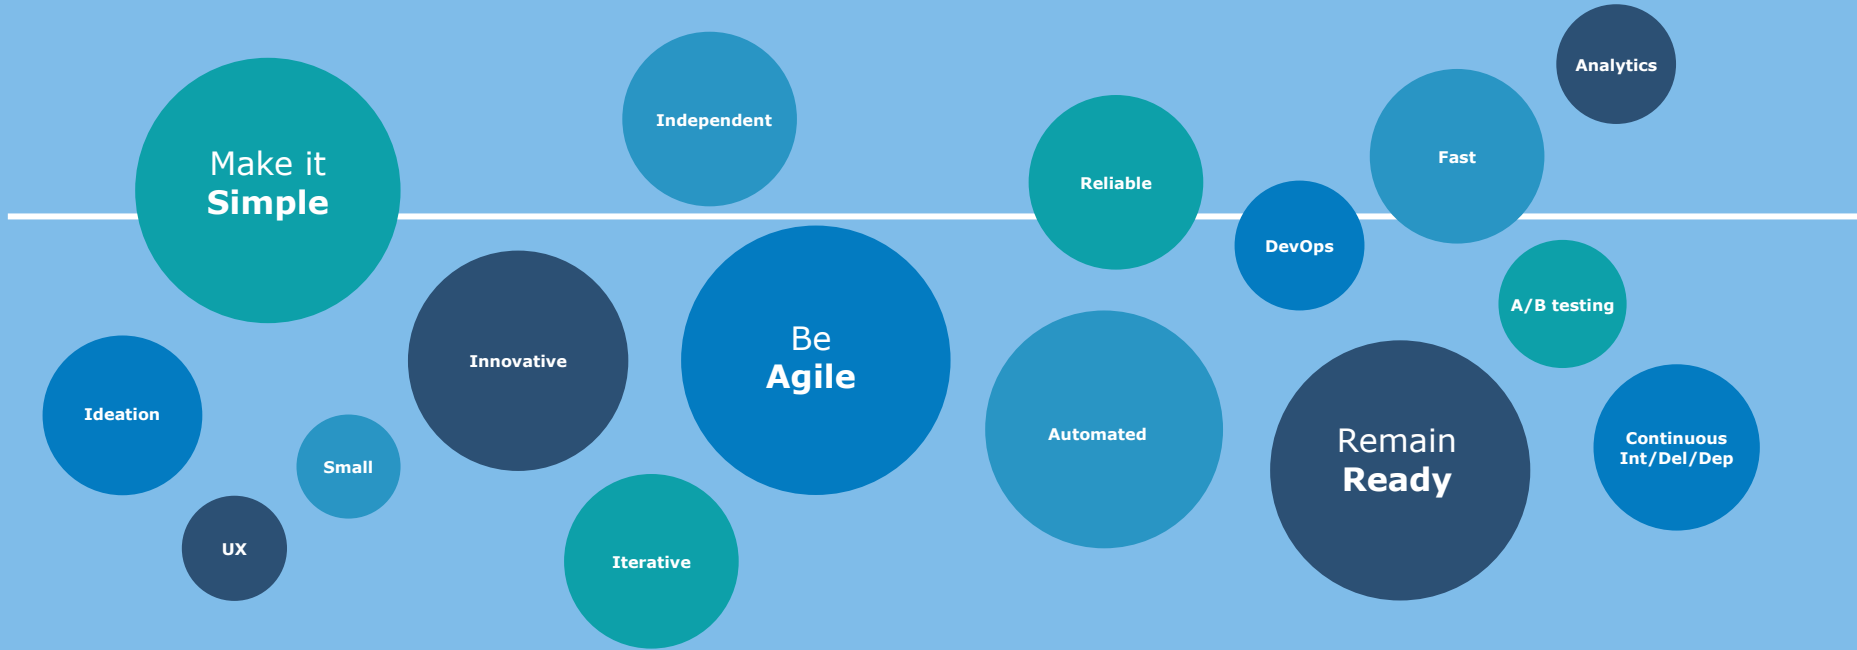 Make it
Simple
Independent
Reliable
Fast
Analytics
DevOps
A/B testing
Ideation
Small
UX
Innovative
Be
Agile
Iterative
Automated
Remain
Ready
Continuous
Int/Del/Dep